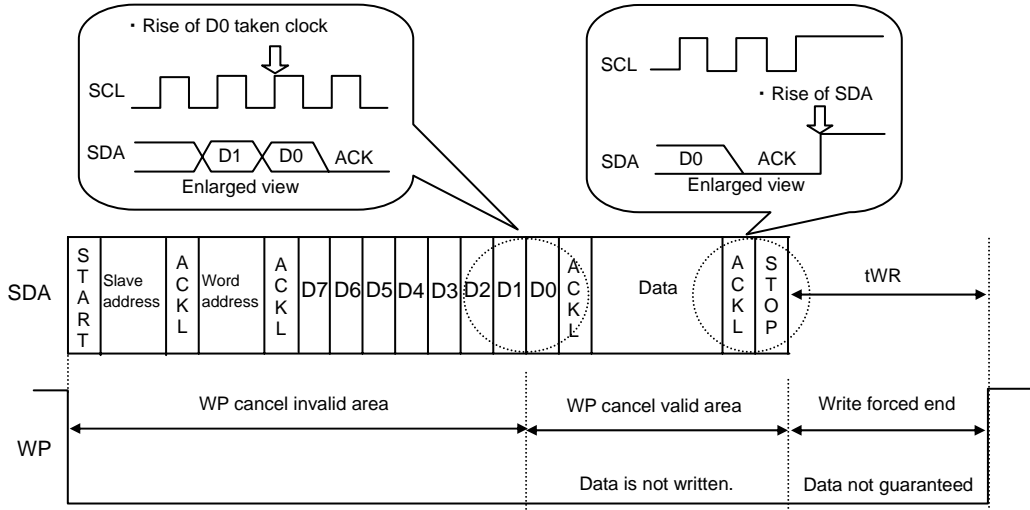 ・ Rise of D0 taken clock
SCL
SDA
D1
D0
ACK
Enlarged view
SCL
・ Rise of SDA
SDA
D0
ACK
Enlarged view
SDA
START
Slave address
ACKL
Word address
ACKL
D7
D6
D5
D4
D3
D2
D1
D0
ACKL
Data
ACKL
STOP
tWR
WP
WP cancel invalid area
WP cancel valid area
Write forced end
Data is not written.
Data not guaranteed